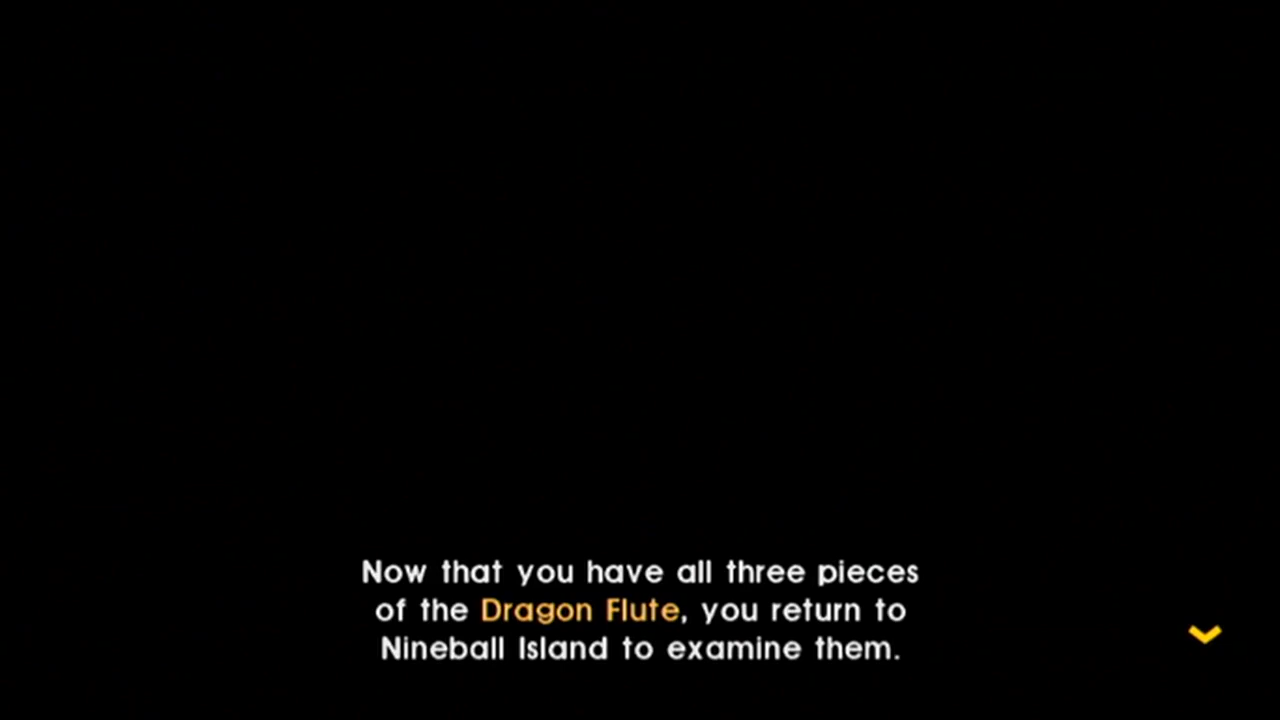 Now that you have all three pieces
of the Dragon Flute, you return to
Nineball Island to examine them.